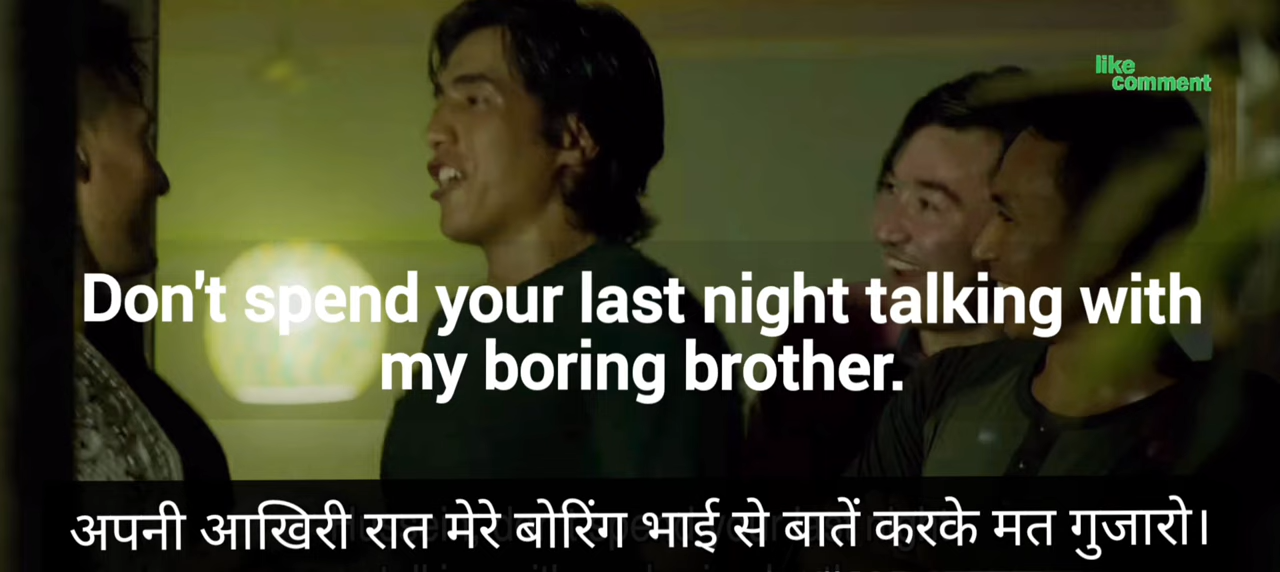 like
comment
Don't spend your last night talking with
my boring brother.
अपनी आखिरी रात मेरे बोरिंग भाई से बातें करके मत गुजारो।